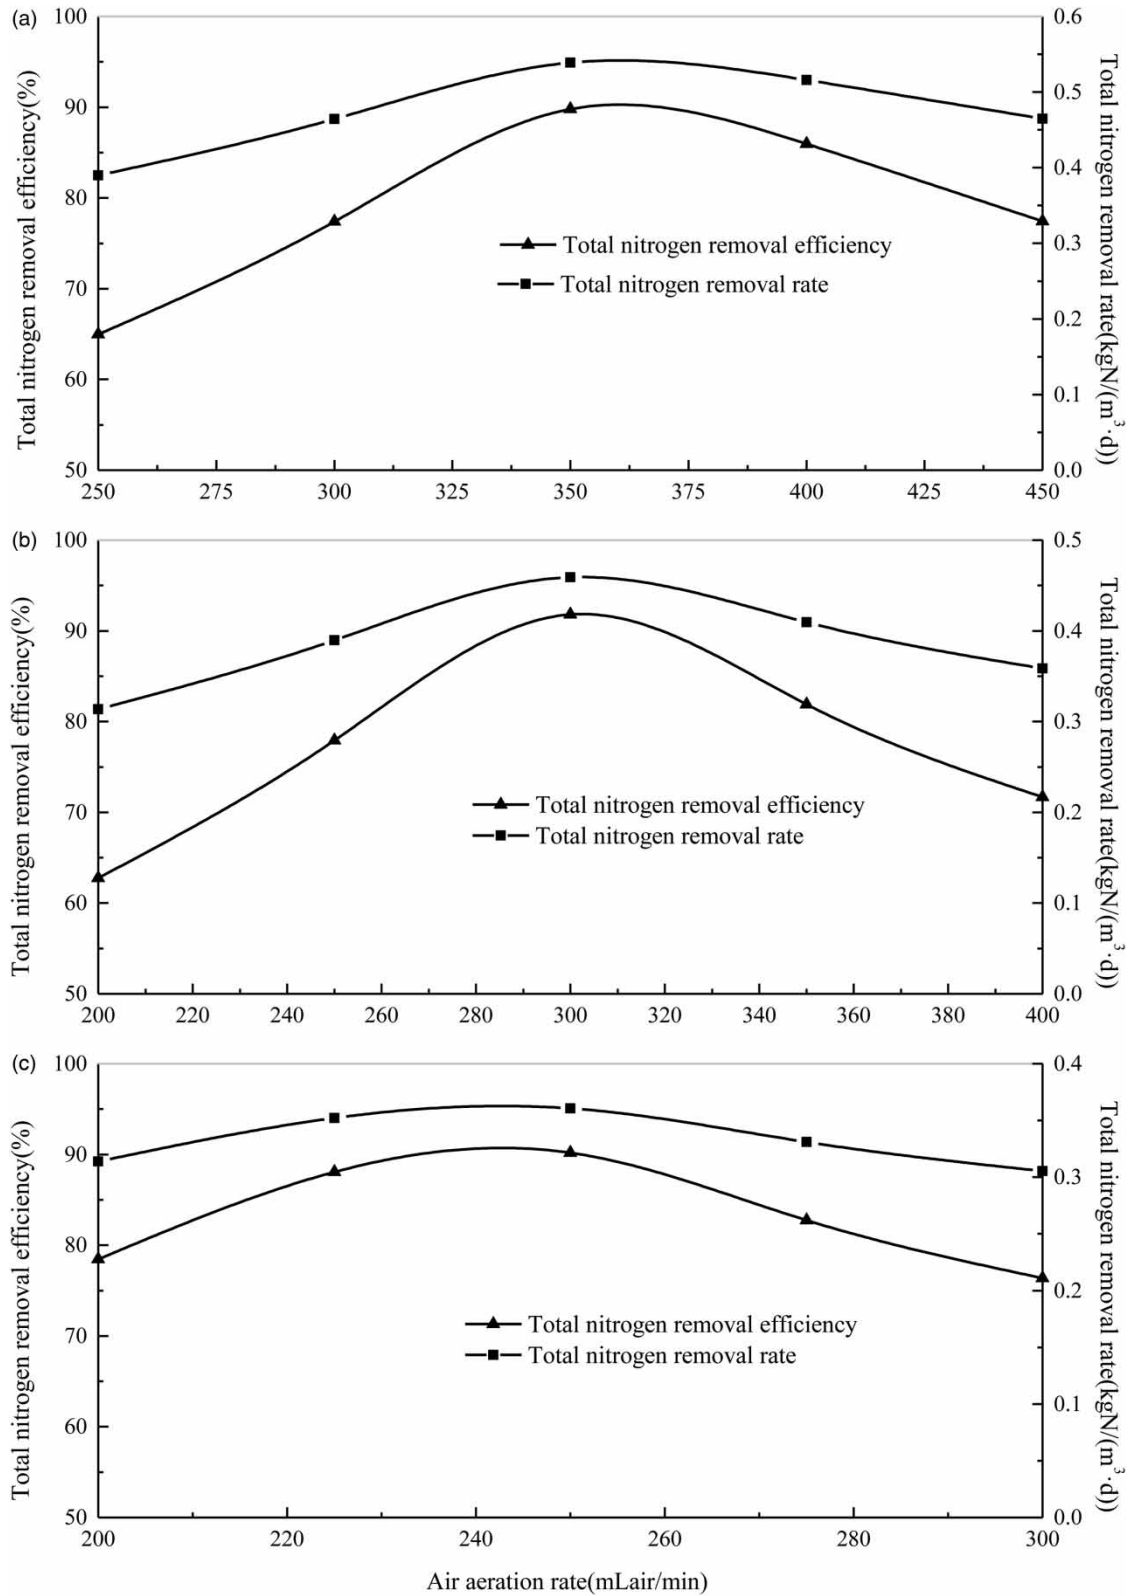 (a)
100
90
80
70
60
50
Total nitrogen removal efficiency(%)
0.6
0.5
0.4
0.3
0.2
0.1
0.0
Total nitrogen removal rate(kgN/(m³·d))
Total nitrogen removal efficiency
Total nitrogen removal rate
250 275 300 325 350 375 400 425 450
(b)
100
90
80
70
60
50
Total nitrogen removal efficiency(%)
0.5
0.4
0.3
0.2
0.1
0.0
Total nitrogen removal rate(kgN/(m³·d))
Total nitrogen removal efficiency
Total nitrogen removal rate
200 220 240 260 280 300 320 340 360 380 400
(c)
100
90
80
70
60
50
Total nitrogen removal efficiency(%)
0.4
0.3
0.2
0.1
0.0
Total nitrogen removal rate(kgN/(m³·d))
Total nitrogen removal efficiency
Total nitrogen removal rate
200 220 240 260 280 300
Air aeration rate(mLair/min)